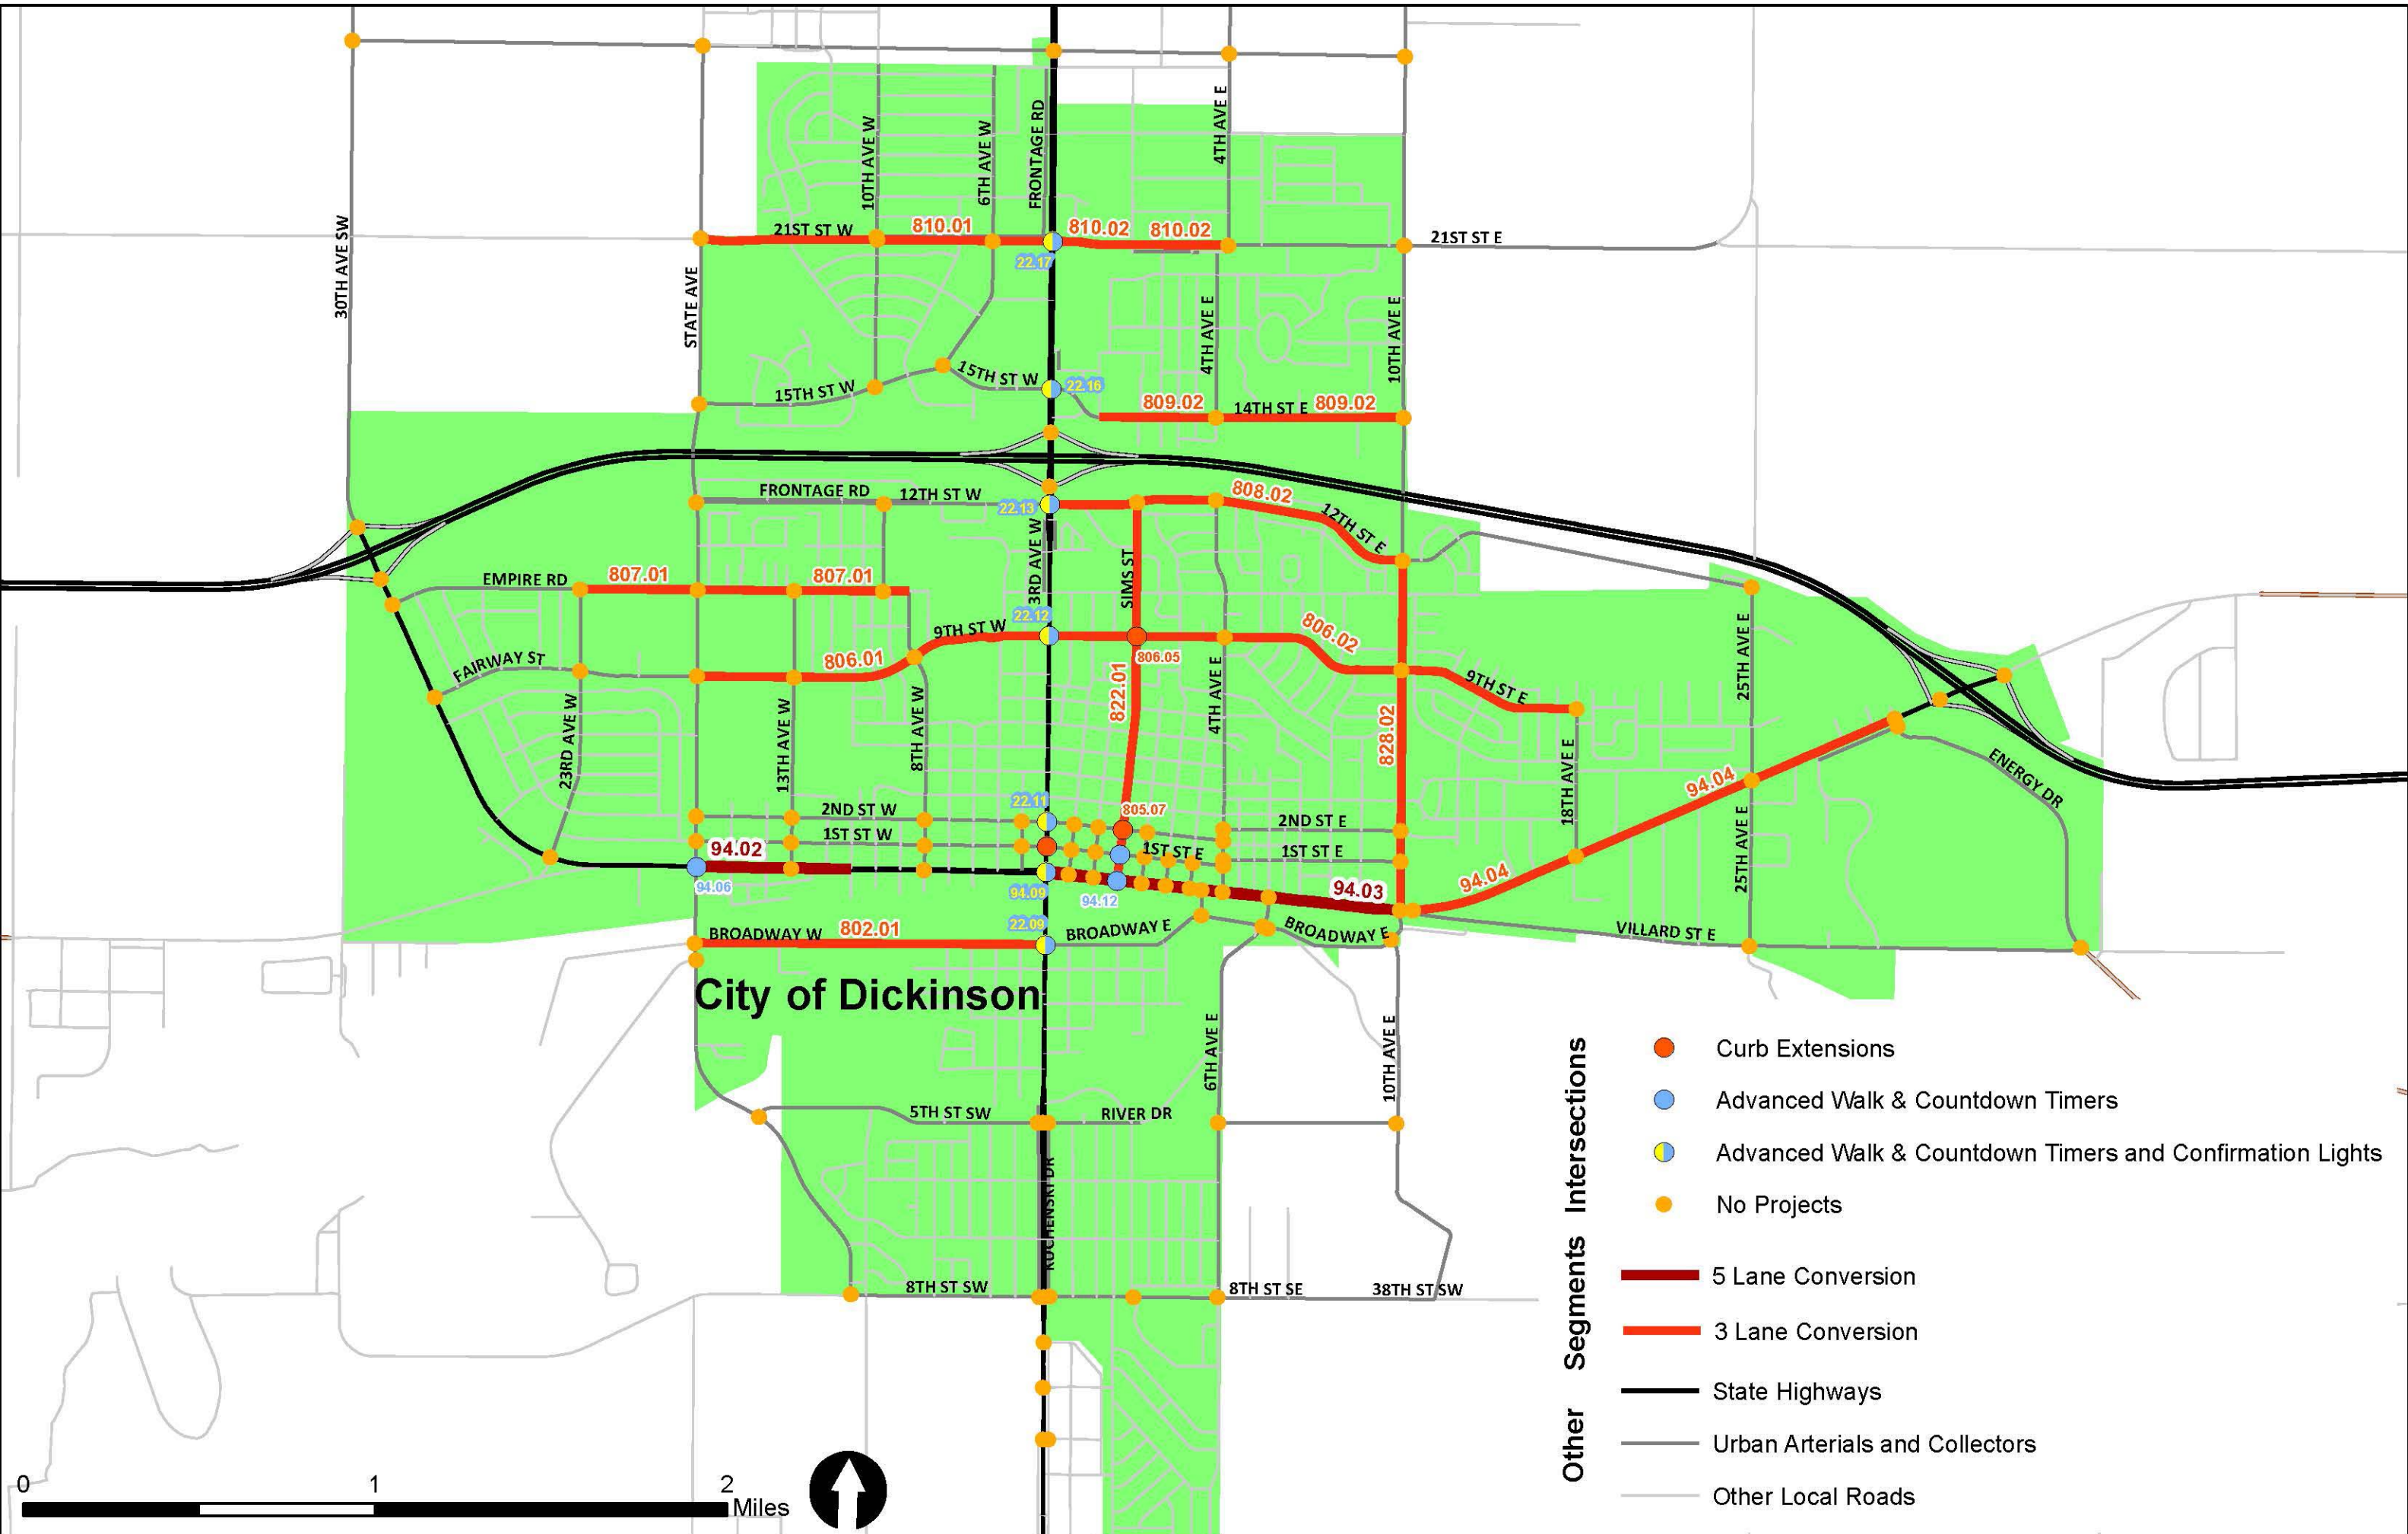 30TH AVE SW
STATE AVE
10TH AVE W
6TH AVE W
FRONTAGE RD
4TH AVE E
21ST ST W
810.01
810.02
810.02
21ST ST E
22.17
4TH AVE E
10TH AVE E
15TH ST W
15TH ST W
22.16
809.02
14TH ST E
809.02
FRONTAGE RD
12TH ST W
22.13
808.02
12TH ST E
3RD AVE W
SIMS ST
EMPIRE RD
807.01
807.01
22.12
9TH ST W
806.02
FAIRWAY ST
806.01
806.05
822.01
4TH AVE E
9TH ST E
828.02
25TH AVE E
23RD AVE W
13TH AVE W
8TH AVE W
18TH AVE E
94.04
ENERGY DR
22.11
805.07
2ND ST W
2ND ST E
1ST ST W
1ST ST E
1ST ST E
94.02
94.06
94.09
94.12
94.03
94.04
25TH AVE E
22.09
BROADWAY W
802.01
BROADWAY E
BROADWAY E
VILLARD ST E
City of Dickinson
6TH AVE E
10TH AVE E
5TH ST SW
RIVER DR
KUCHENSKI DR
8TH ST SW
8TH ST SE
38TH ST SW
Intersections
Curb Extensions
Advanced Walk & Countdown Timers
Advanced Walk & Countdown Timers and Confirmation Lights
No Projects
Segments
5 Lane Conversion
3 Lane Conversion
Other
State Highways
Urban Arterials and Collectors
Other Local Roads
0
1
2
Miles